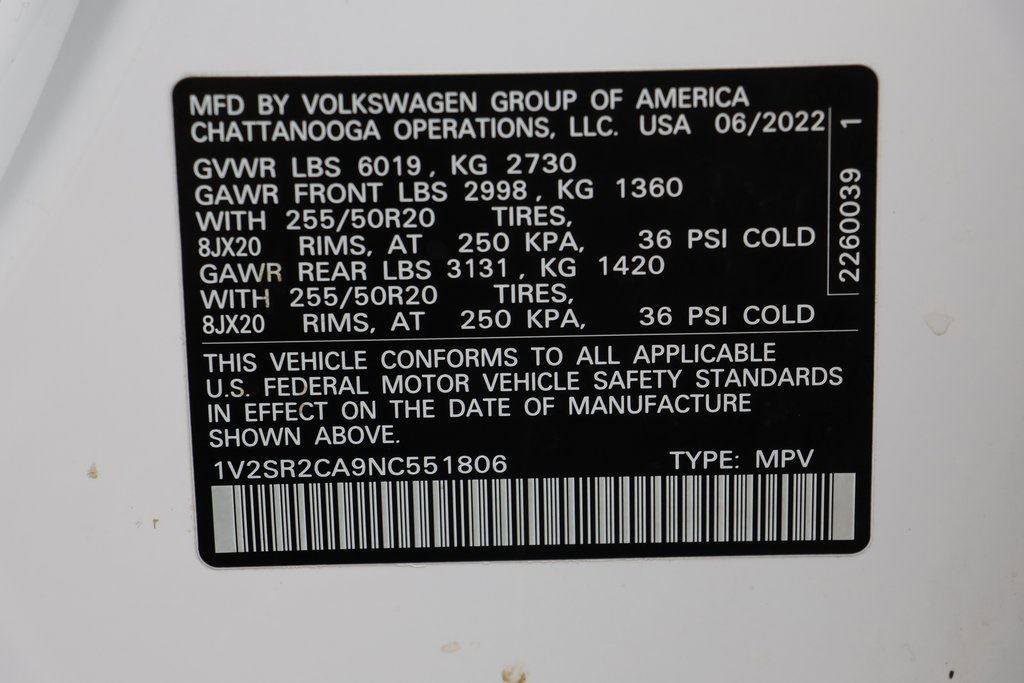 MFD BY VOLKSWAGEN GROUP OF AMERICA
CHATTANOOGA OPERATIONS, LLC. USA 06/2022
GVWR LBS 6019, KG 2730
GAWR FRONT LBS 2998, KG 1360
WITH 255/50R20 TIRES,
8JX20 RIMS, AT 250 KPA, 36 PSI COLD
GAWR REAR LBS 3131, KG 1420
WITH 255/50R20 TIRES,
8JX20 RIMS, AT 250 KPA, 36 PSI COLD
2260039 1
THIS VEHICLE CONFORMS TO ALL APPLICABLE
U.S. FEDERAL MOTOR VEHICLE SAFETY STANDARDS
IN EFFECT ON THE DATE OF MANUFACTURE
SHOWN ABOVE.
1V2SR2CA9NC551806 TYPE: MPV